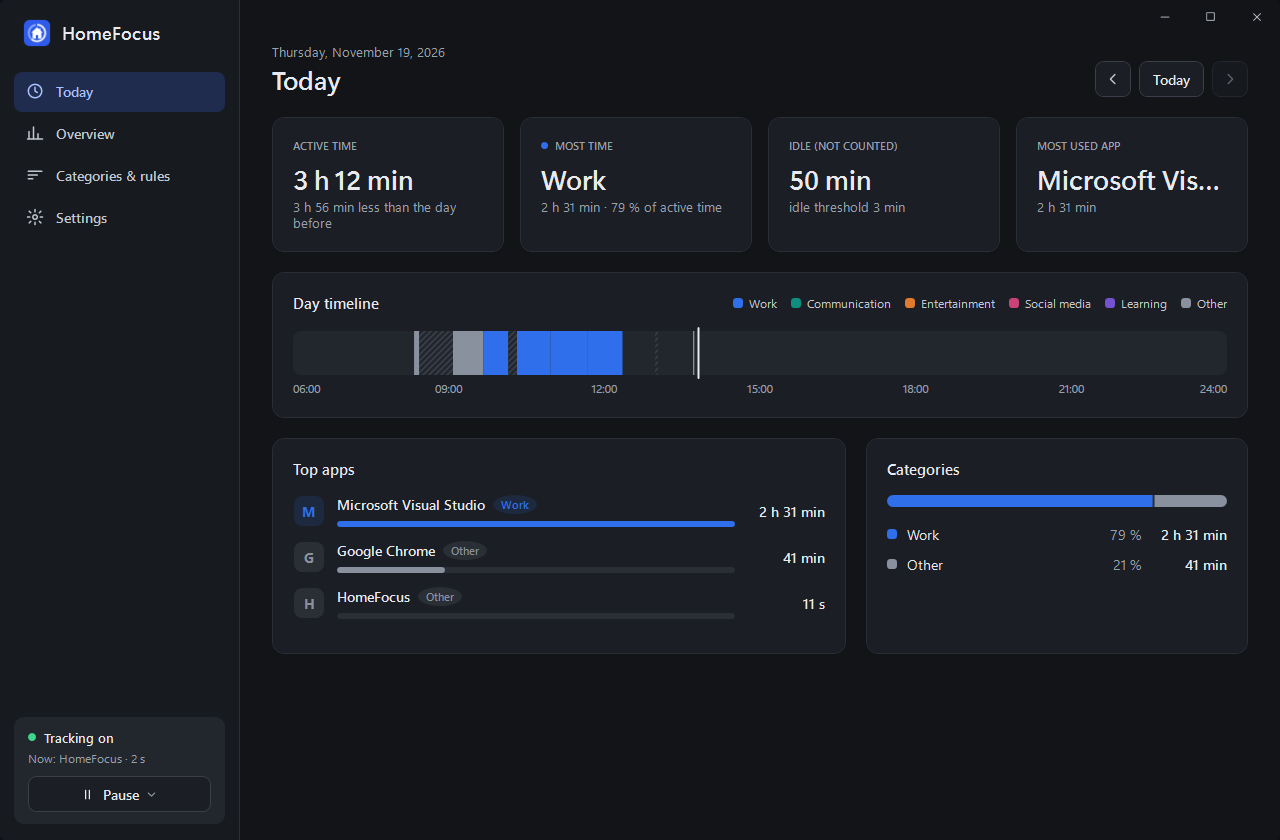 HomeFocus
Today
Overview
Categories & rules
Settings
Tracking on
Now: HomeFocus · 2 s
Pause
Thursday, November 19, 2026
Today
Today
ACTIVE TIME
3 h 12 min
3 h 56 min less than the day
before
MOST TIME
Work
2 h 31 min · 79 % of active time
IDLE (NOT COUNTED)
50 min
idle threshold 3 min
MOST USED APP
Microsoft Vis...
2 h 31 min
Day timeline
Work Communication Entertainment Social media Learning Other
06:00 09:00 12:00 15:00 18:00 21:00 24:00
Top apps
M Microsoft Visual Studio Work 2 h 31 min
G Google Chrome Other 41 min
H HomeFocus Other 11 s
Categories
Work 79 % 2 h 31 min
Other 21 % 41 min